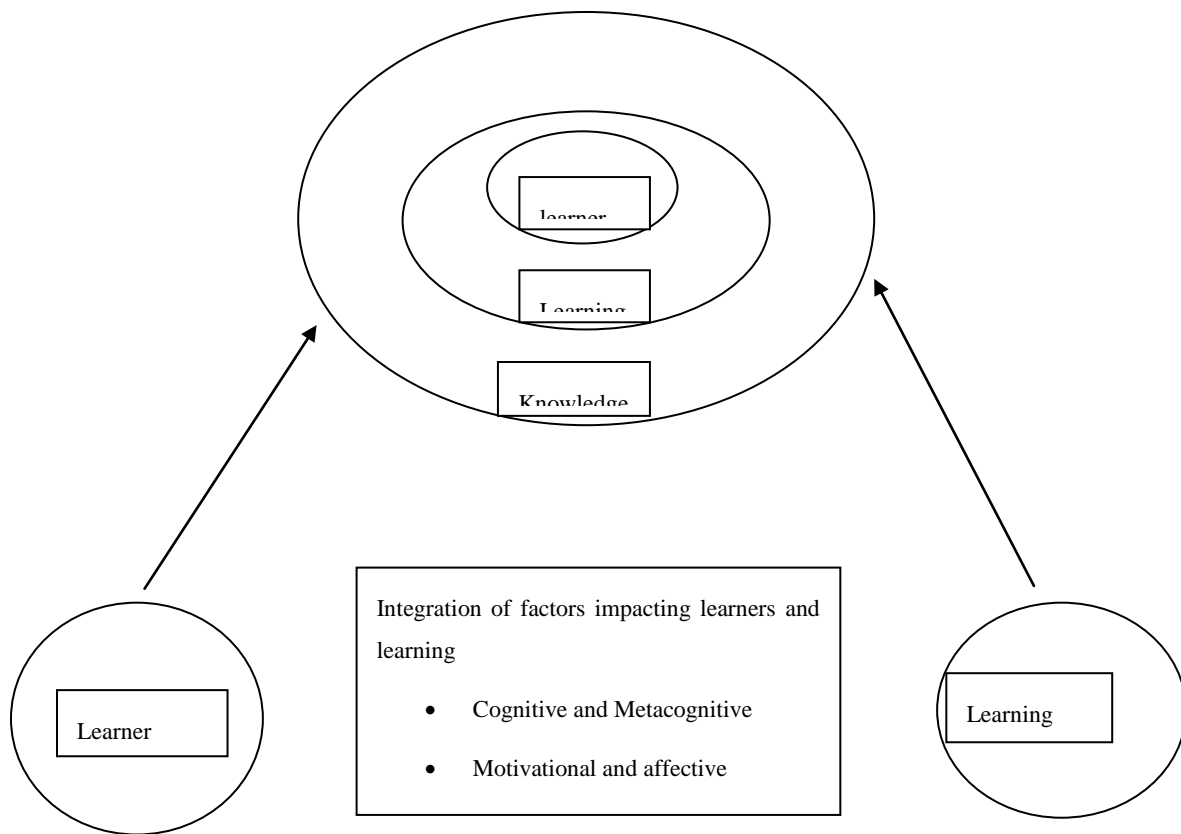 learner
Learning
Knowledge
Integration of factors impacting learners and
learning
• Cognitive and Metacognitive
• Motivational and affective
Learner
Learning